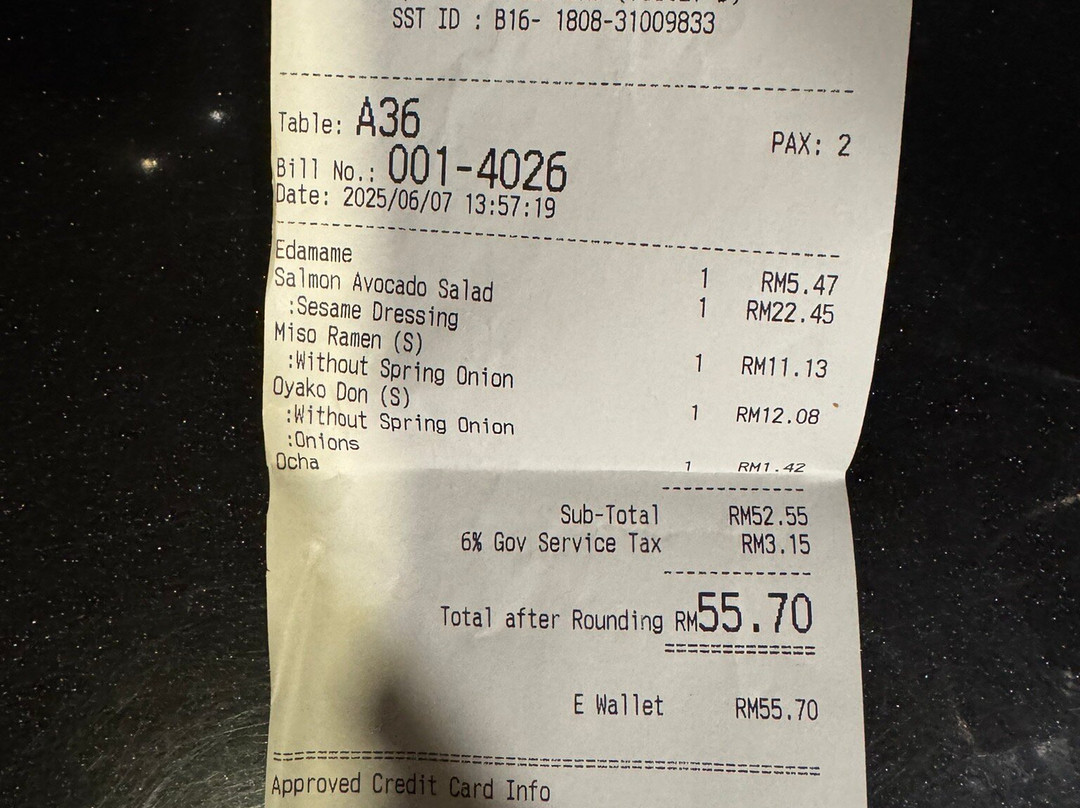 SST ID : B16- 1808-31009833
Table: A36 PAX: 2
Bill No.: 001-4026
Date: 2025/06/07 13:57:19
Edamame 1 RM5.47
Salmon Avocado Salad 1 RM22.45
:Sesame Dressing
Miso Ramen (S) 1 RM11.13
:Without Spring Onion
Oyako Don (S) 1 RM12.08
:Without Spring Onion
:Onions
Ocha 1 RM1.42
Sub-Total RM52.55
6% Gov Service Tax RM3.15
Total after Rounding RM55.70
E Wallet RM55.70
Approved Credit Card Info